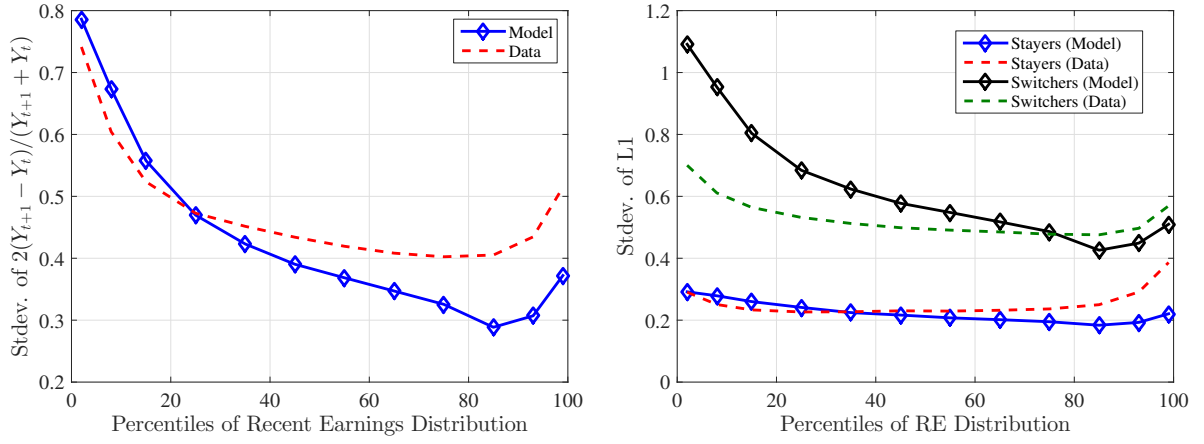 0.8
0.7
0.6
0.5
0.4
0.3
0.2
0
20
40
60
80
100
Stdev. of 2(Y_{t+1} − Y_t)/(Y_{t+1} + Y_t)
Percentiles of Recent Earnings Distribution
Model
Data
1.2
1
0.8
0.6
0.4
0.2
0
0
20
40
60
80
100
Stdev. of L1
Percentiles of RE Distribution
Stayers (Model)
Stayers (Data)
Switchers (Model)
Switchers (Data)